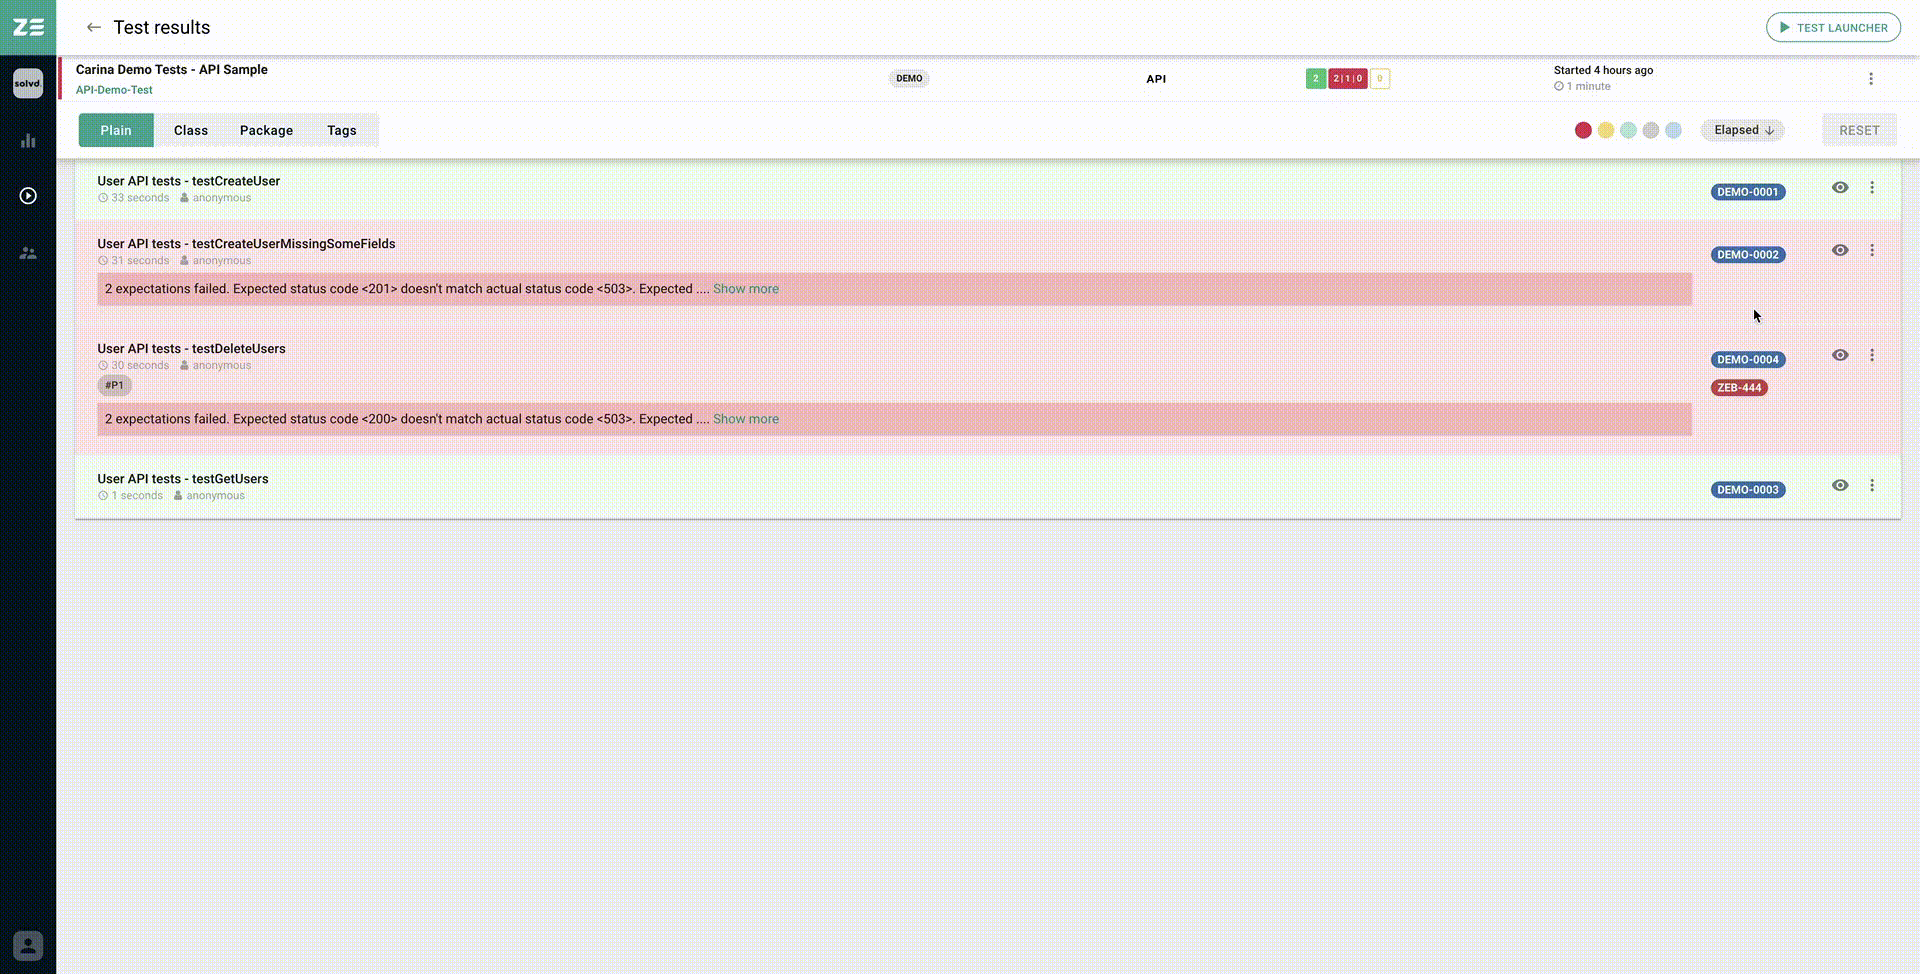 ZE
Test results
TEST LAUNCHER
solvd.
Carina Demo Tests - API Sample
API-Demo-Test
DEMO
API
2
2|1|0
0
Started 4 hours ago
1 minute
Plain
Class
Package
Tags
Elapsed
RESET
User API tests - testCreateUser
33 seconds anonymous
DEMO-0001
User API tests - testCreateUserMissingSomeFields
31 seconds anonymous
DEMO-0002
2 expectations failed. Expected status code <201> doesn't match actual status code <503>. Expected .... Show more
User API tests - testDeleteUsers
30 seconds anonymous
DEMO-0004
#P1
ZEB-444
2 expectations failed. Expected status code <200> doesn't match actual status code <503>. Expected .... Show more
User API tests - testGetUsers
1 seconds anonymous
DEMO-0003